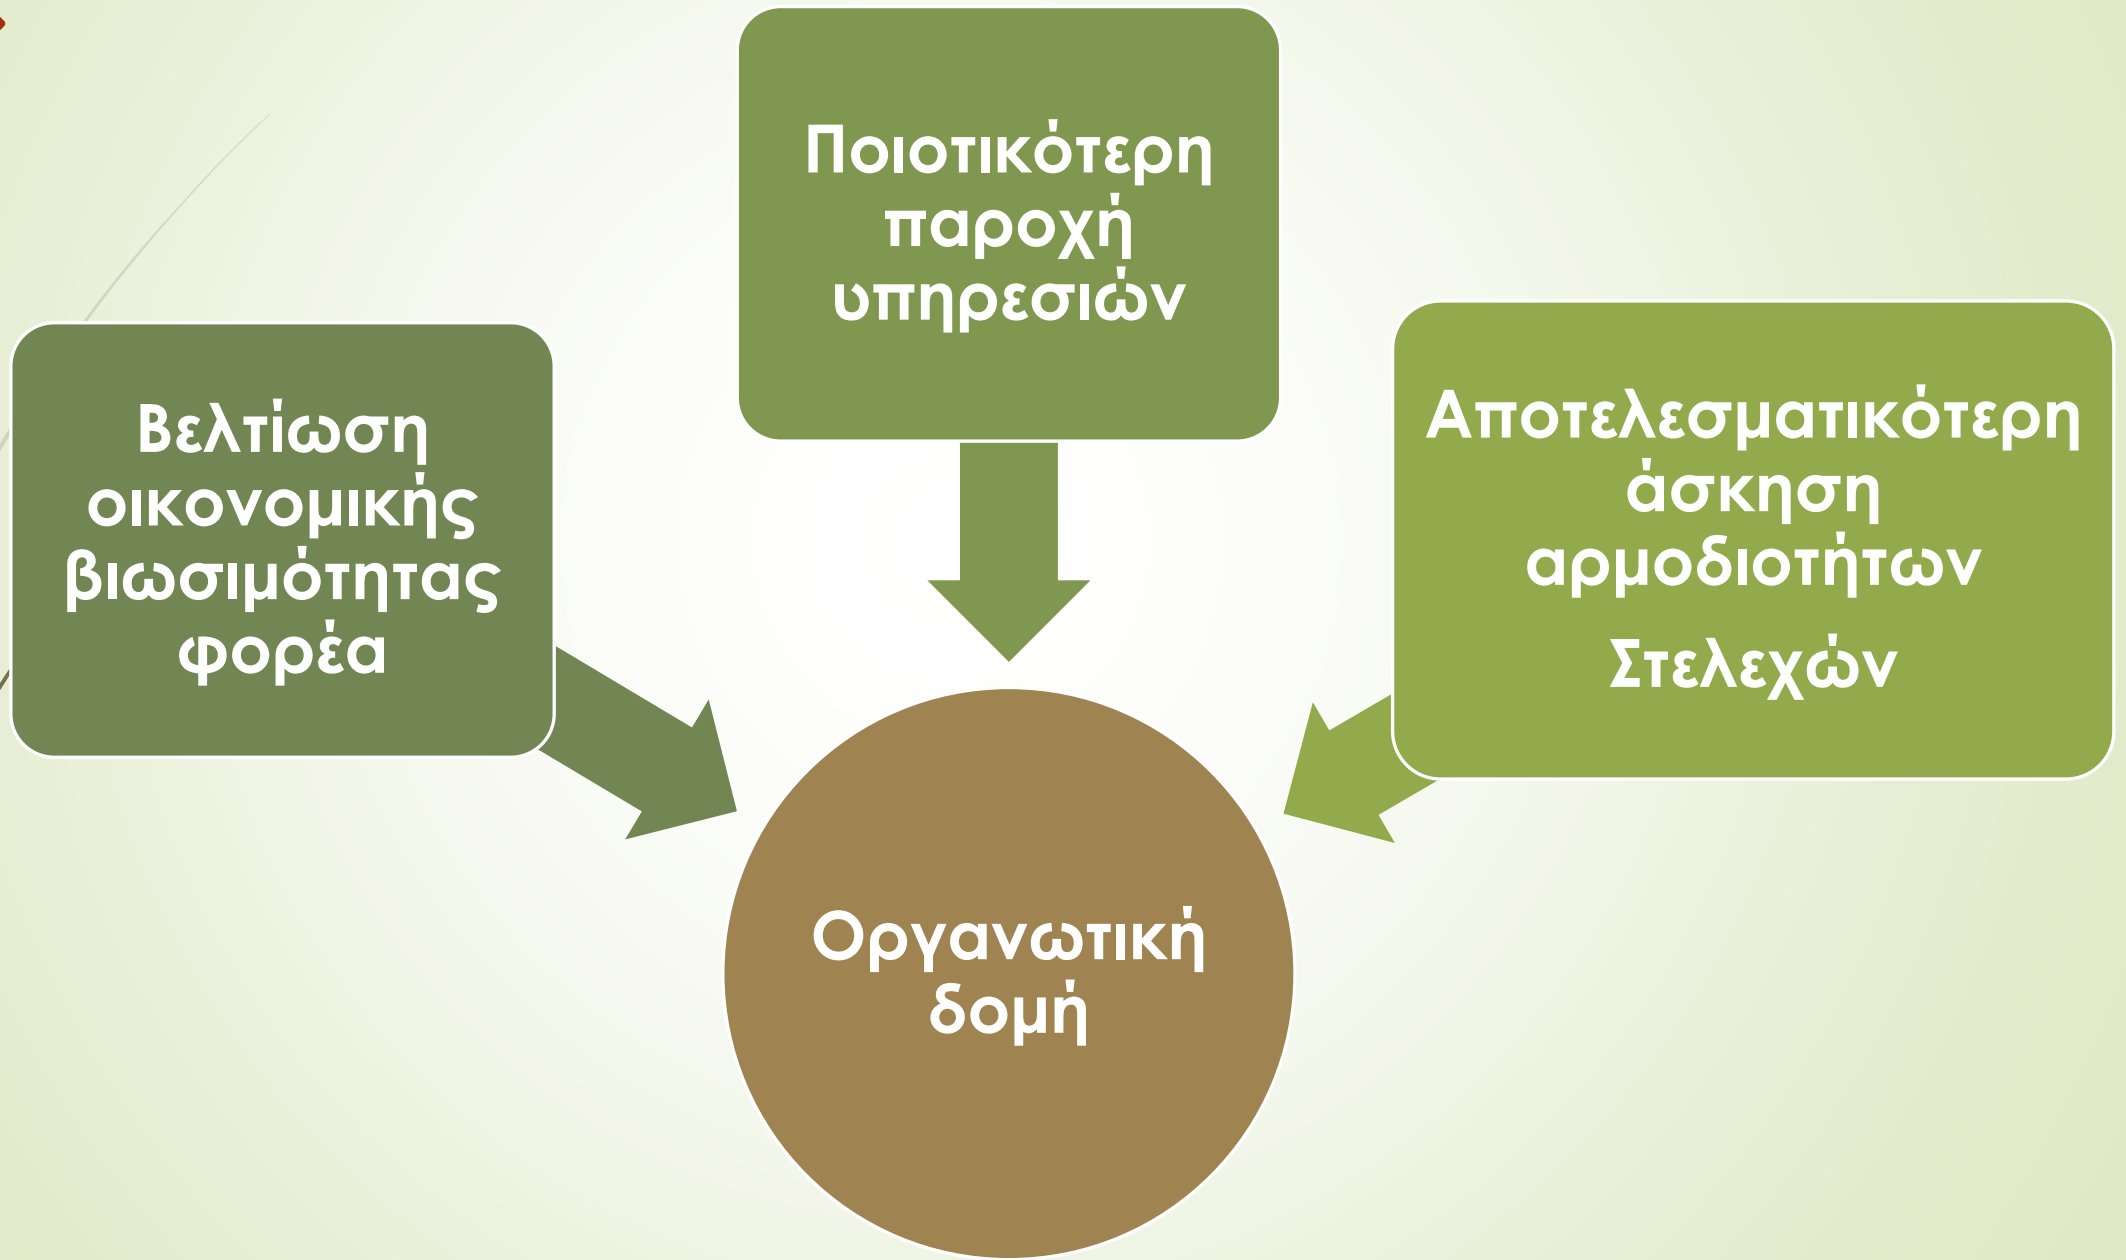 Ποιοτικότερη
παροχή
υπηρεσιών
Βελτίωση
οικονομικής
βιωσιμότητας
φορέα
Αποτελεσματικότερη
άσκηση
αρμοδιοτήτων
Στελεχών
Οργανωτική
δομή